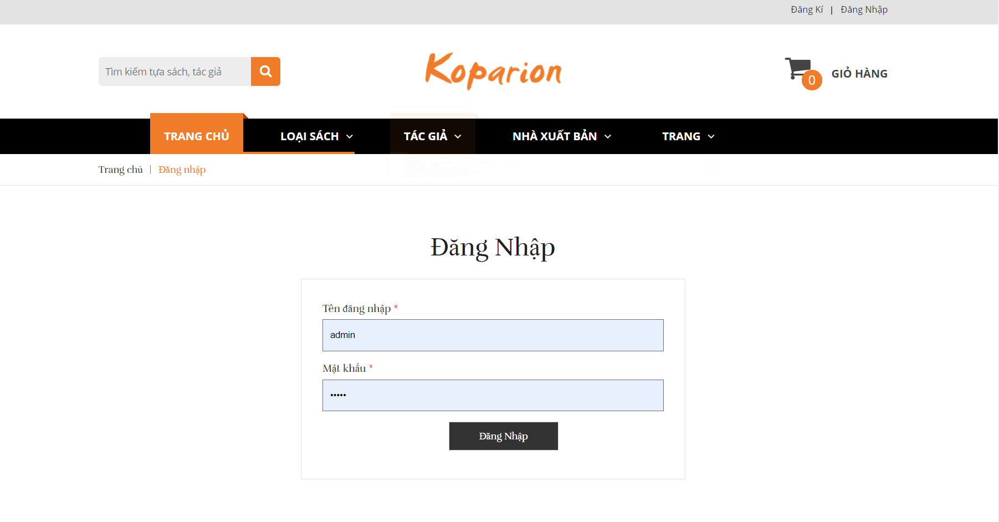 Đăng Kí | Đăng Nhập
Tìm kiếm tựa sách, tác giả
Koparion
0
GIỎ HÀNG
TRANG CHỦ LOẠI SÁCH TÁC GIẢ NHÀ XUẤT BẢN TRANG
Trang chủ | Đăng nhập
Đăng Nhập
Tên đăng nhập *
admin
Mật khẩu *
•••••
Đăng Nhập